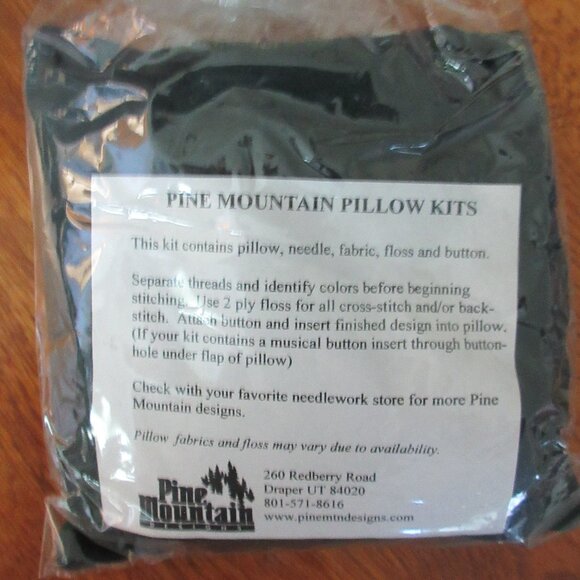 PINE MOUNTAIN PILLOW KITS
This kit contains pillow, needle, fabric, floss and button.
Separate threads and identify colors before beginning
stitching. Use 2 ply floss for all cross-stitch and/or back-
stitch. Attach button and insert finished design into pillow.
(If your kit contains a musical button insert through button-
hole under flap of pillow)
Check with your favorite needlework store for more Pine
Mountain designs.
Pillow fabrics and floss may vary due to availability.
Pine
Mountain
DESIGNS
260 Redberry Road
Draper UT 84020
801-571-8616
www.pinemtndesigns.com